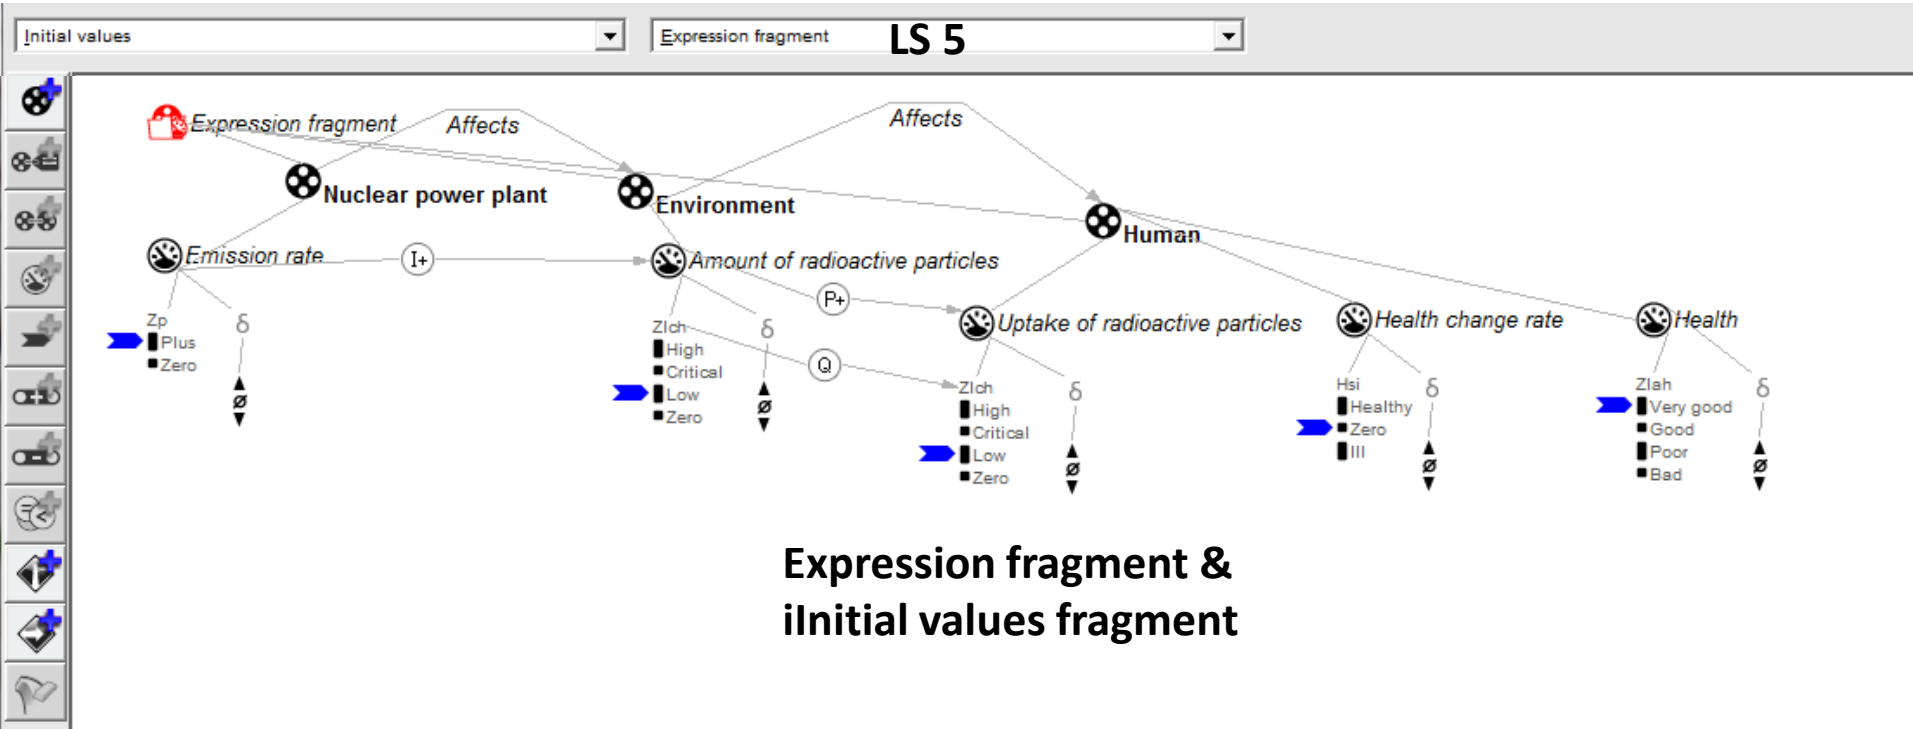 Initial values
Expression fragment
LS 5
Expression fragment
Affects
Affects
Nuclear power plant
Environment
Human
Emission rate
I+
Amount of radioactive particles
P+
Uptake of radioactive particles
Health change rate
Health
Zp
δ
Plus
Zero
Zlch
δ
High
Critical
Low
Zero
Q
Zlch
δ
High
Critical
Low
Zero
Hsi
δ
Healthy
Zero
Ill
Zlah
δ
Very good
Good
Poor
Bad
ø
ø
ø
ø
ø
Expression fragment &
iInitial values fragment